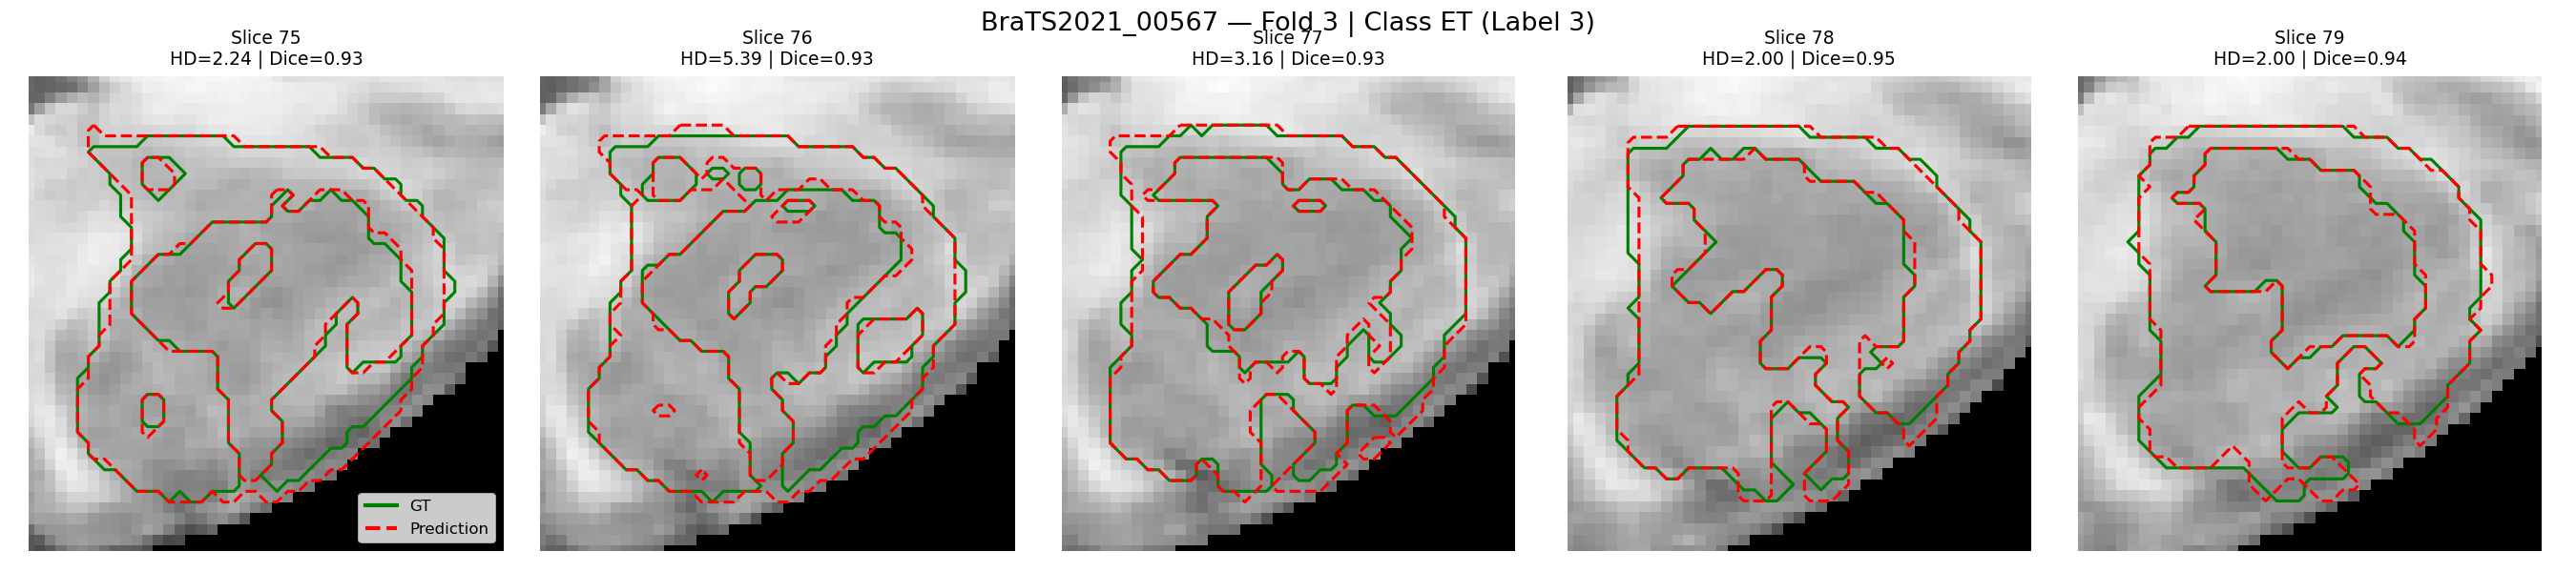 BraTS2021_00567 — Fold 3 | Class ET (Label 3)
Slice 75
HD=2.24 | Dice=0.93
Slice 76
HD=5.39 | Dice=0.93
Slice 77
HD=3.16 | Dice=0.93
Slice 78
HD=2.00 | Dice=0.95
Slice 79
HD=2.00 | Dice=0.94
GT
Prediction